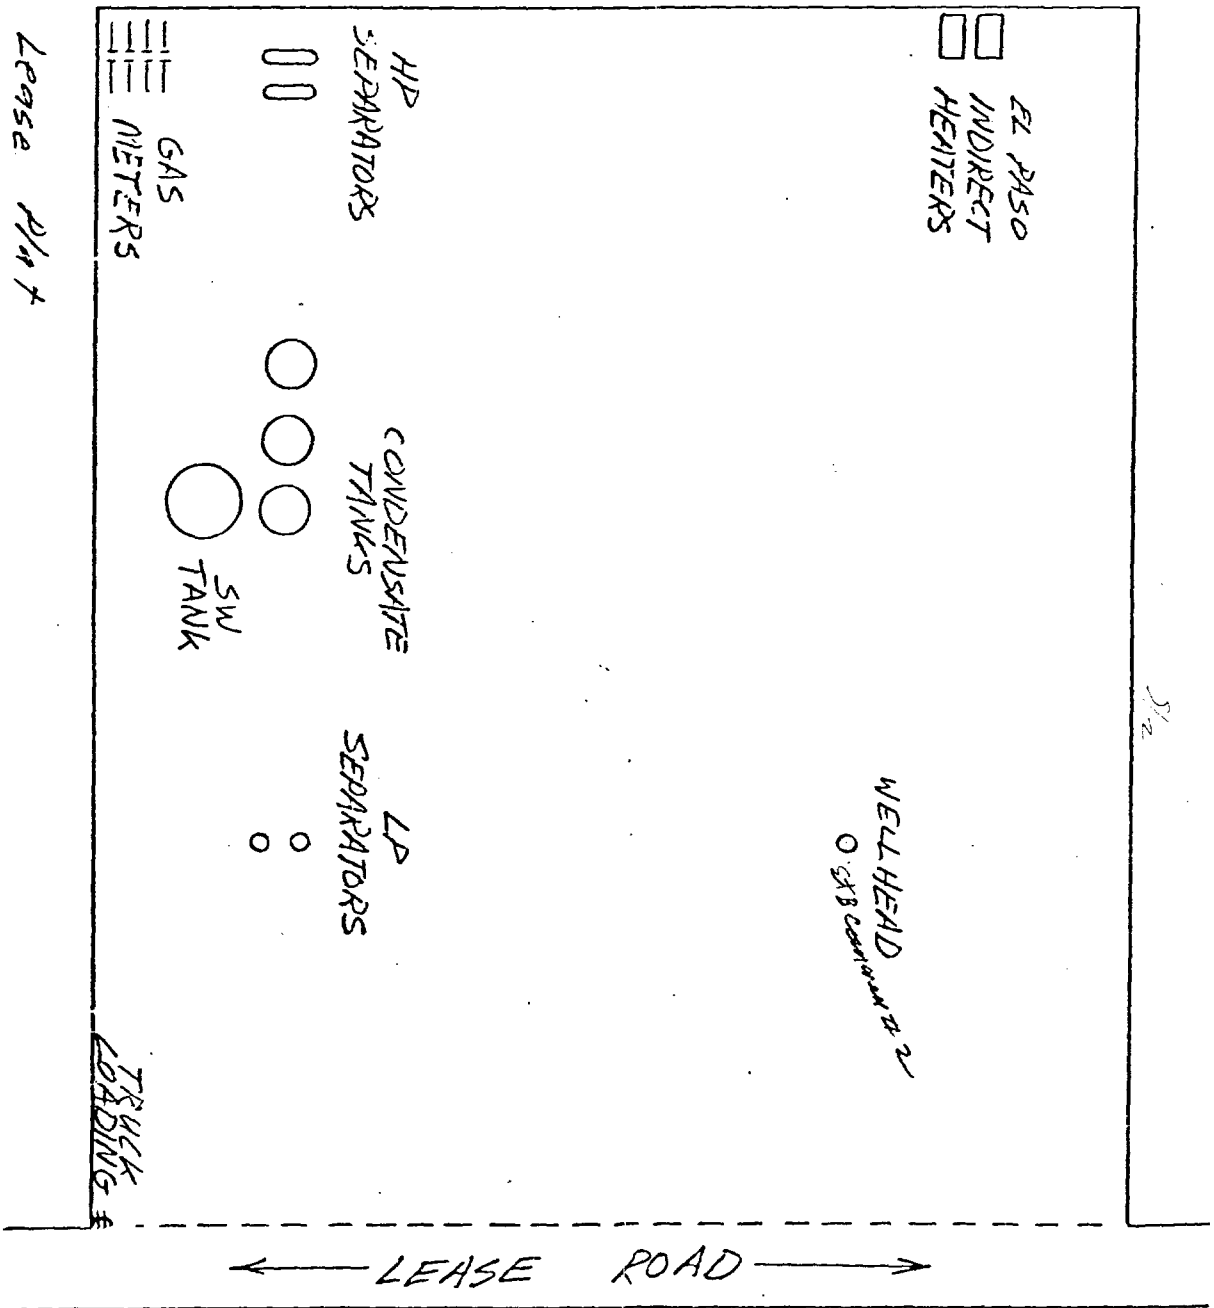 Lease Plat
HP
SEPARATORS
GAS
METERS
EL PASO
INDIRECT
HEATERS
CONDENSATE
TANKS
SW
TANK
LP
SEPARATORS
WELLHEAD
#2
TRUCK
LOADING
LEASE ROAD